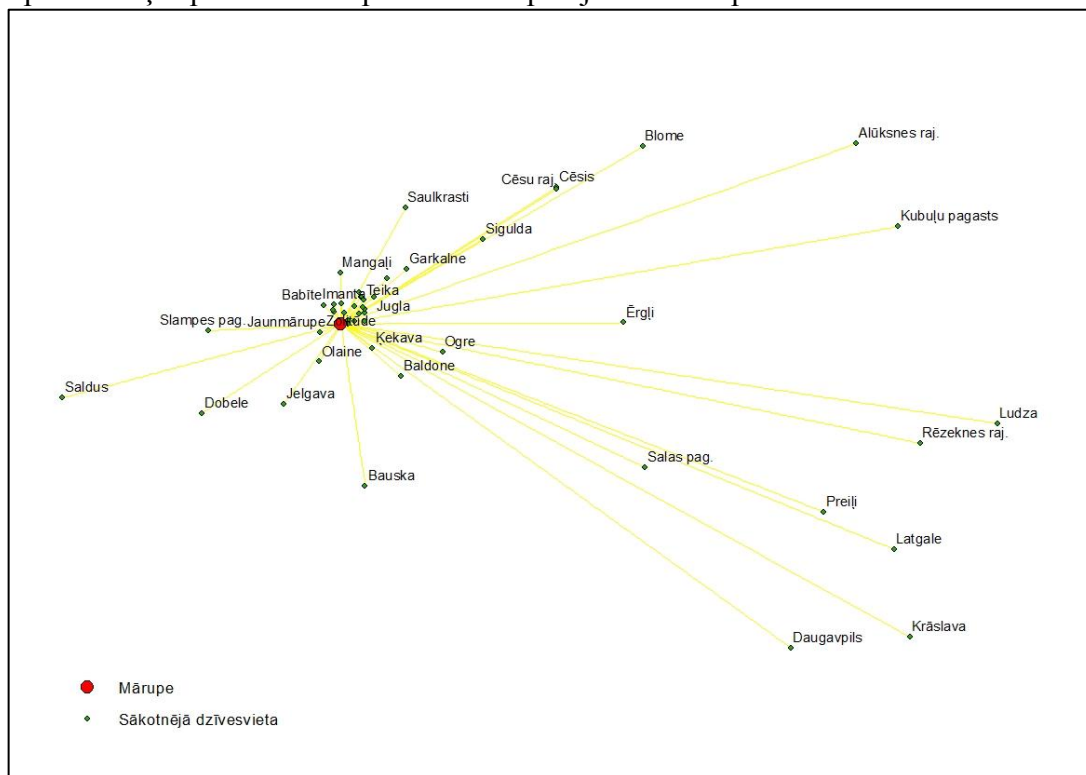 Blome
Alūksnes raj.
Cēsu raj.
Cēsis
Saulkrasti
Kubuļu pagasts
Sigulda
Garkalne
Mangaļi
Teika
Jugla
Slampes pag.
Jaunmārupe
Ērgļi
Ķekava
Ogre
Olaine
Baldone
Saldus
Jelgava
Dobele
Ludza
Rēzeknes raj.
Salas pag.
Bauska
Preiļi
Latgale
Krāslava
Daugavpils
Mārupe
Sākotnējā dzīvesvieta